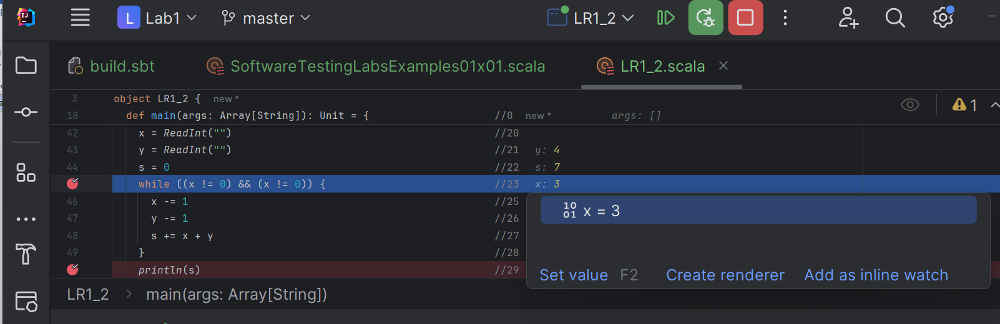 L Lab1 master LR1_2
build.sbt SoftwareTestingLabsExamples01x01.scala LR1_2.scala
3 object LR1_2 { new *
18 def main(args: Array[String]): Unit = { //0 new * args: [] 1
42 x = ReadInt("") //20
43 y = ReadInt("") //21 y: 4
44 s = 0 //22 s: 7
while ((x != 0) && (x != 0)) { //23 x: 3
46 x -= 1 //25
47 y -= 1 //26
48 s += x + y //27
49 } //28
println(s) //29
x = 3
Set value F2 Create renderer Add as inline watch
LR1_2 > main(args: Array[String])